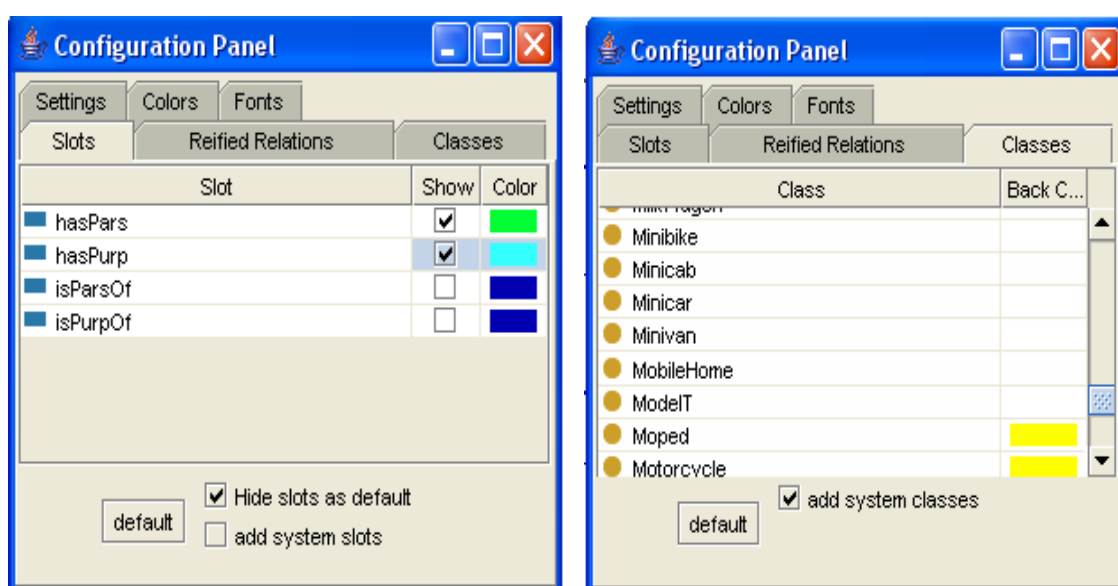 Configuration Panel
Settings Colors Fonts
Slots Reified Relations Classes
Slot Show Color
hasPars
hasPurp
isParsOf
isPurpOf
Hide slots as default
default
add system slots
Configuration Panel
Settings Colors Fonts
Slots Reified Relations Classes
Class Back C...
Minibike
Minicab
Minicar
Minivan
MobileHome
ModelT
Moped
Motorcycle
add system classes
default